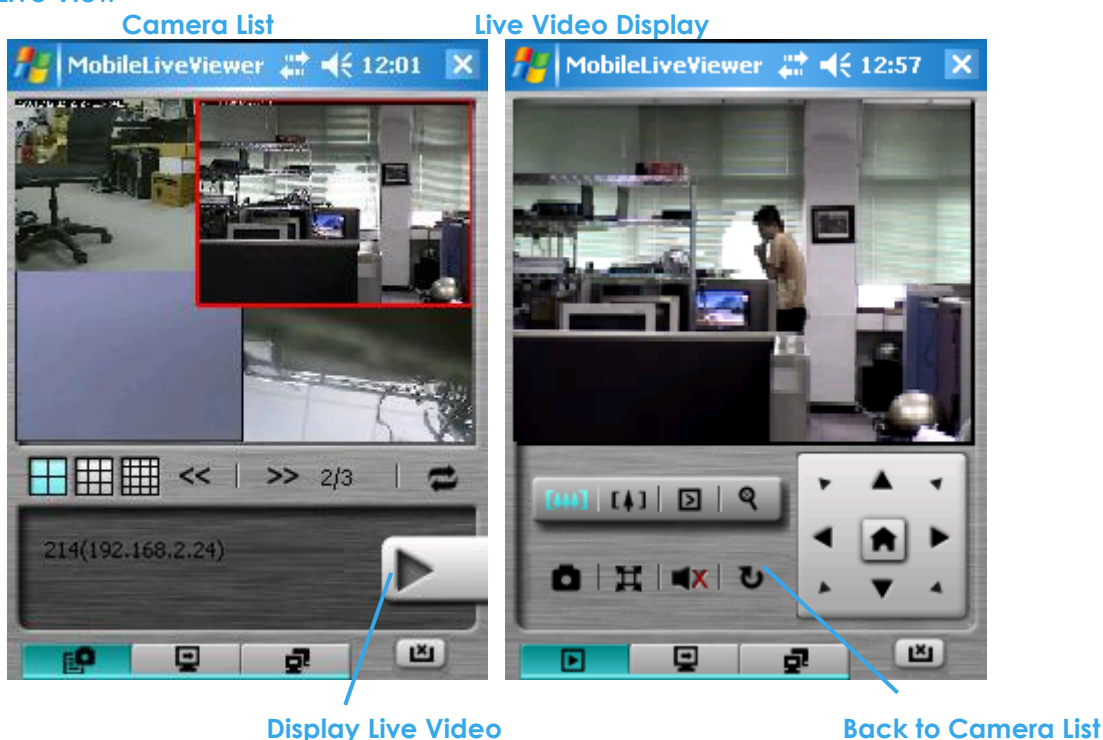 Live View
Camera List
Live Video Display
MobileLiveViewer 12:01
MobileLiveViewer 12:57
<< | >> 2/3
214(192.168.2.24)
Display Live Video
Back to Camera List